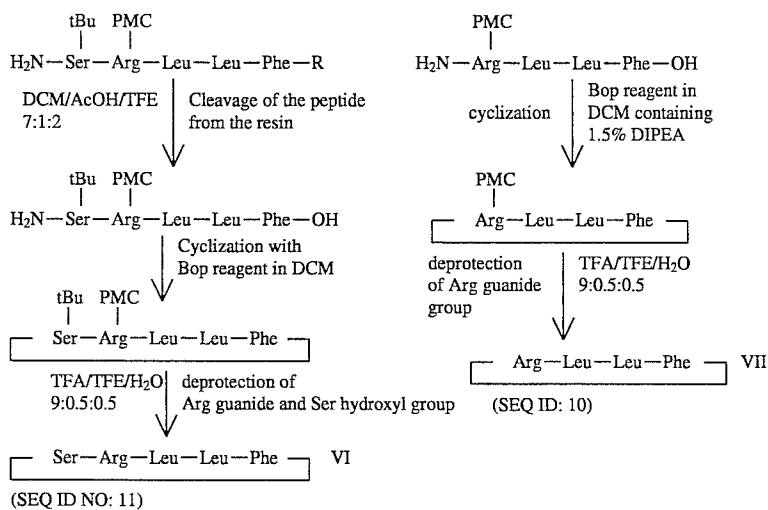 tBu PMC
H₂N—Ser—Arg—Leu—Leu—Phe—R
DCM/AcOH/TFE
7:1:2
Cleavage of the peptide
from the resin
tBu PMC
H₂N—Ser—Arg—Leu—Leu—Phe—OH
Cyclization with
Bop reagent in DCM
tBu PMC
Ser—Arg—Leu—Leu—Phe
TFA/TFE/H₂O
9:0.5:0.5
deprotection of
Arg guanide and Ser hydroxyl group
Ser—Arg—Leu—Leu—Phe VI
(SEQ ID NO: 11)
PMC
H₂N—Arg—Leu—Leu—Phe—OH
cyclization
Bop reagent in
DCM containing
1.5% DIPEA
PMC
Arg—Leu—Leu—Phe
deprotection
of Arg guanide
group
TFA/TFE/H₂O
9:0.5:0.5
Arg—Leu—Leu—Phe VII
(SEQ ID: 10)